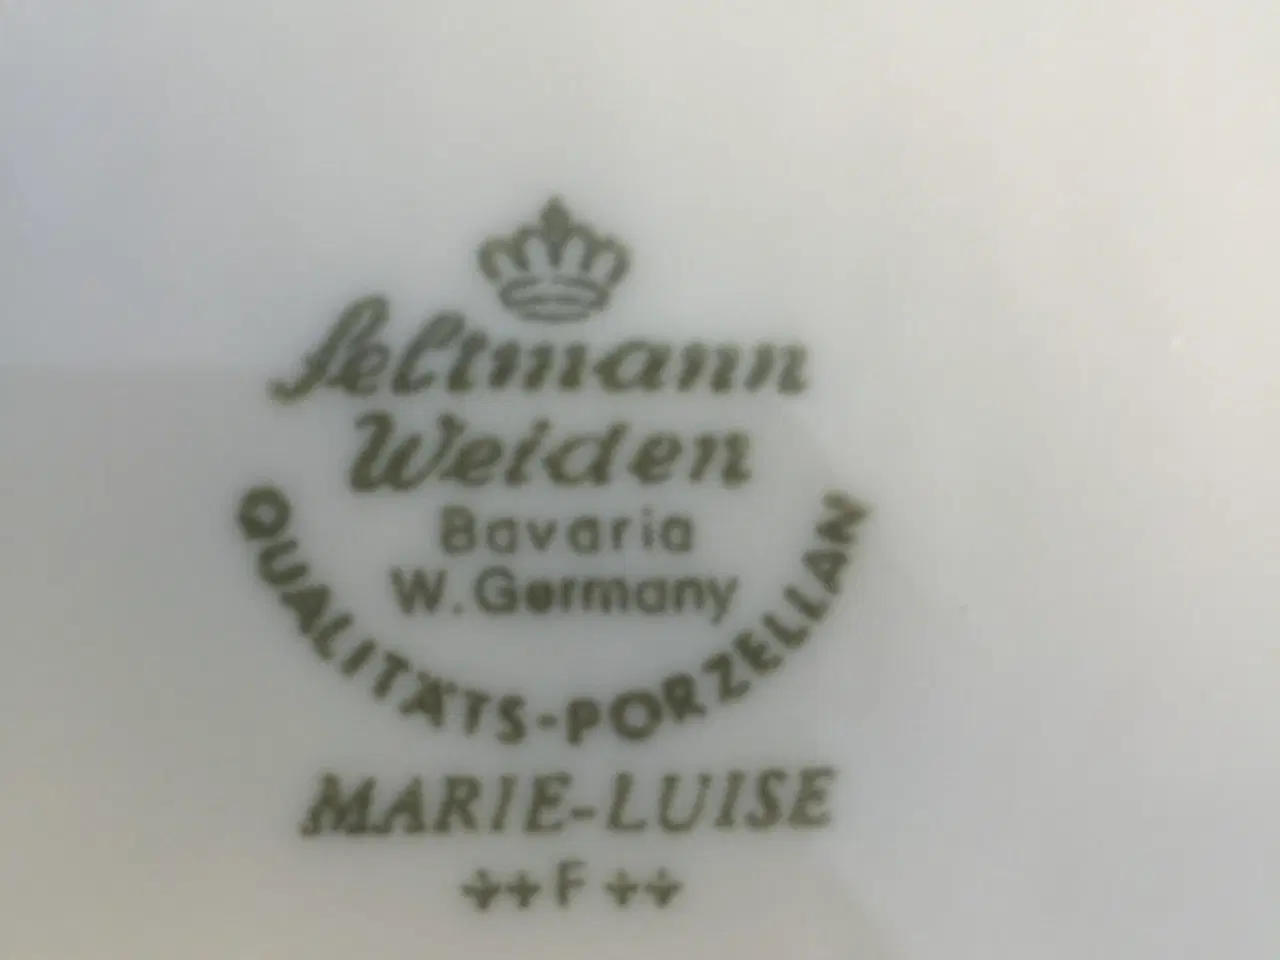 Seltmann
Weiden
Bavaria
W. Germany
QUALITÄTS-PORZELLAN
MARIE-LUISE
F